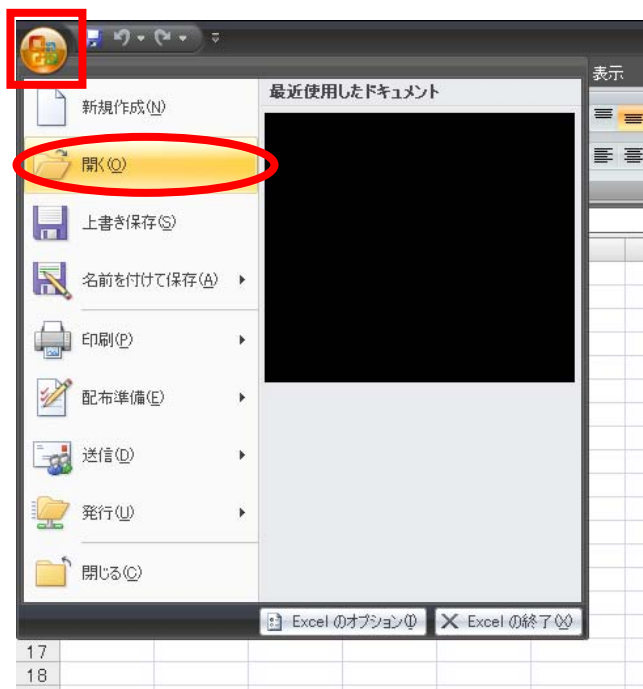 表示
最近使用したドキュメント
新規作成(N)
開く(O)
上書き保存(S)
名前を付けて保存(A)
印刷(P)
配布準備(E)
送信(D)
発行(U)
閉じる(C)
Excel のオプション(I)
Excel の終了(X)
17
18